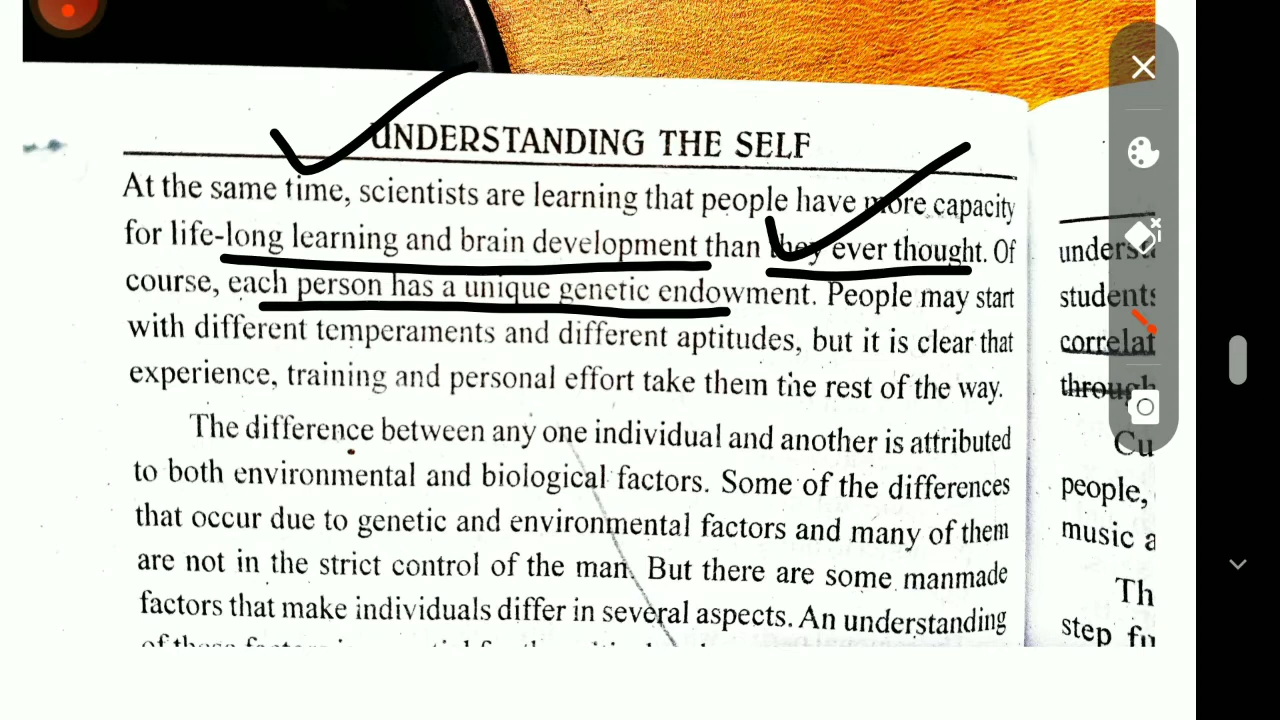 UNDERSTANDING THE SELF
At the same time, scientists are learning that people have more capacity
for life-long learning and brain development than they ever thought. Of
course, each person has a unique genetic endowment. People may start
with different temperaments and different aptitudes, but it is clear that
experience, training and personal effort take them the rest of the way.
The difference between any one individual and another is attributed
to both environmental and biological factors. Some of the differences
that occur due to genetic and environmental factors and many of them
are not in the strict control of the man. But there are some manmade
factors that make individuals differ in several aspects. An understanding
students
people,
music a
Th
step